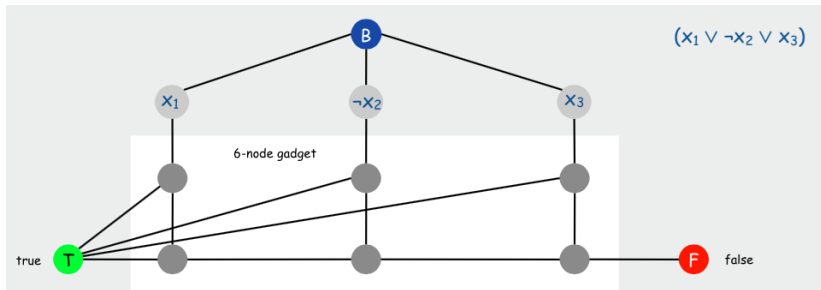 B
(x₁ ∨ ¬x₂ ∨ x₃)
x₁
¬x₂
x₃
6-node gadget
true
T
F
false